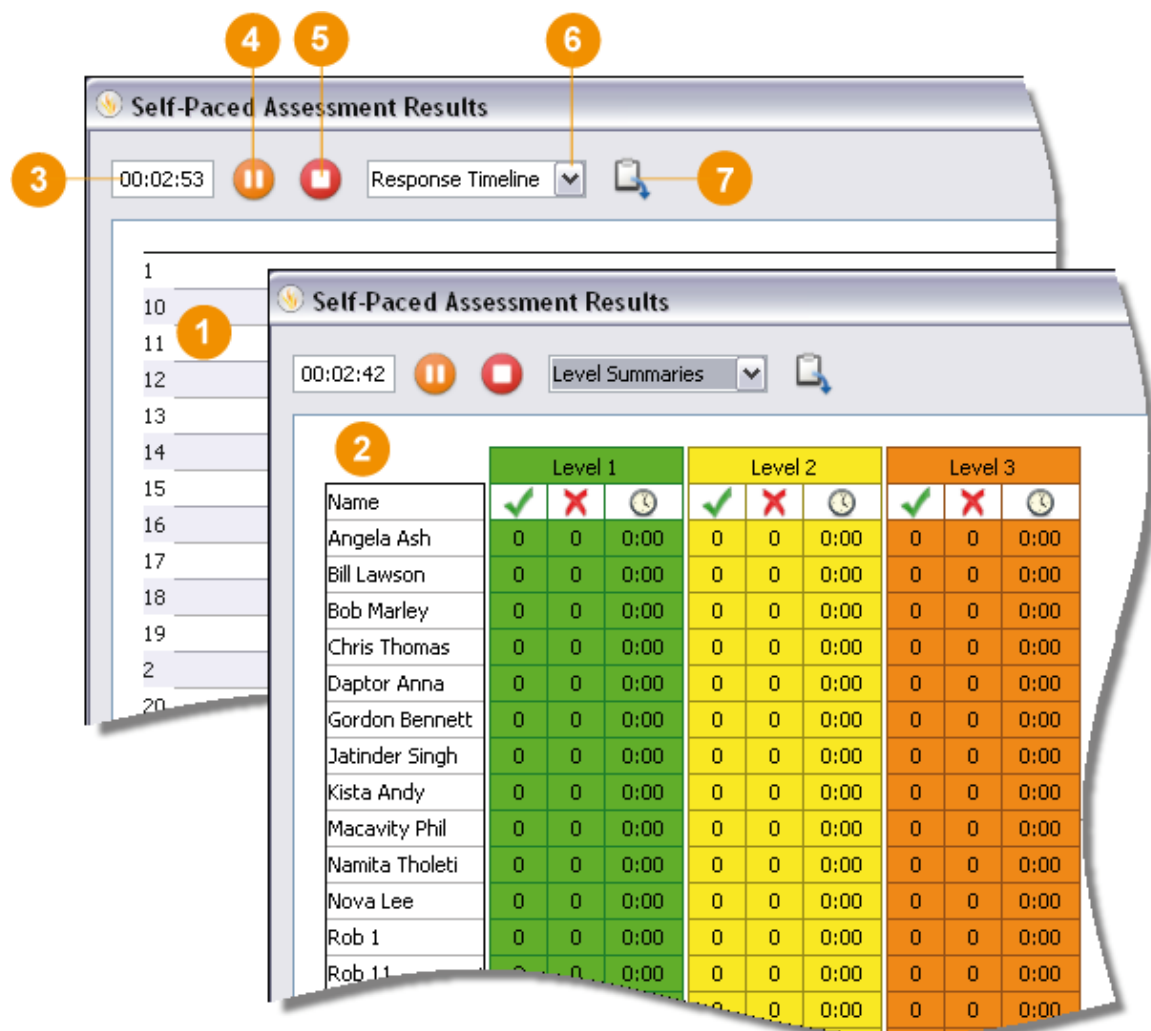 4 5 6
Self-Paced Assessment Results
3 00:02:53 Response Timeline 7
1
10
1
11
12
13
14
15
16
17
18
19
2
20
Self-Paced Assessment Results
00:02:42 Level Summaries
2
Level 1 Level 2 Level 3
Name
Angela Ash 0 0 0:00 0 0 0:00 0 0 0:00
Bill Lawson 0 0 0:00 0 0 0:00 0 0 0:00
Bob Marley 0 0 0:00 0 0 0:00 0 0 0:00
Chris Thomas 0 0 0:00 0 0 0:00 0 0 0:00
Daptor Anna 0 0 0:00 0 0 0:00 0 0 0:00
Gordon Bennett 0 0 0:00 0 0 0:00 0 0 0:00
Jatinder Singh 0 0 0:00 0 0 0:00 0 0 0:00
Kista Andy 0 0 0:00 0 0 0:00 0 0 0:00
Macavity Phil 0 0 0:00 0 0 0:00 0 0 0:00
Namita Tholeti 0 0 0:00 0 0 0:00 0 0 0:00
Nova Lee 0 0 0:00 0 0 0:00 0 0 0:00
Rob 1 0 0 0:00 0 0 0:00 0 0 0:00
Rob 11 0 0 0:00 0 0 0:00 0 0 0:00
0 0 0:00 0 0 0:00